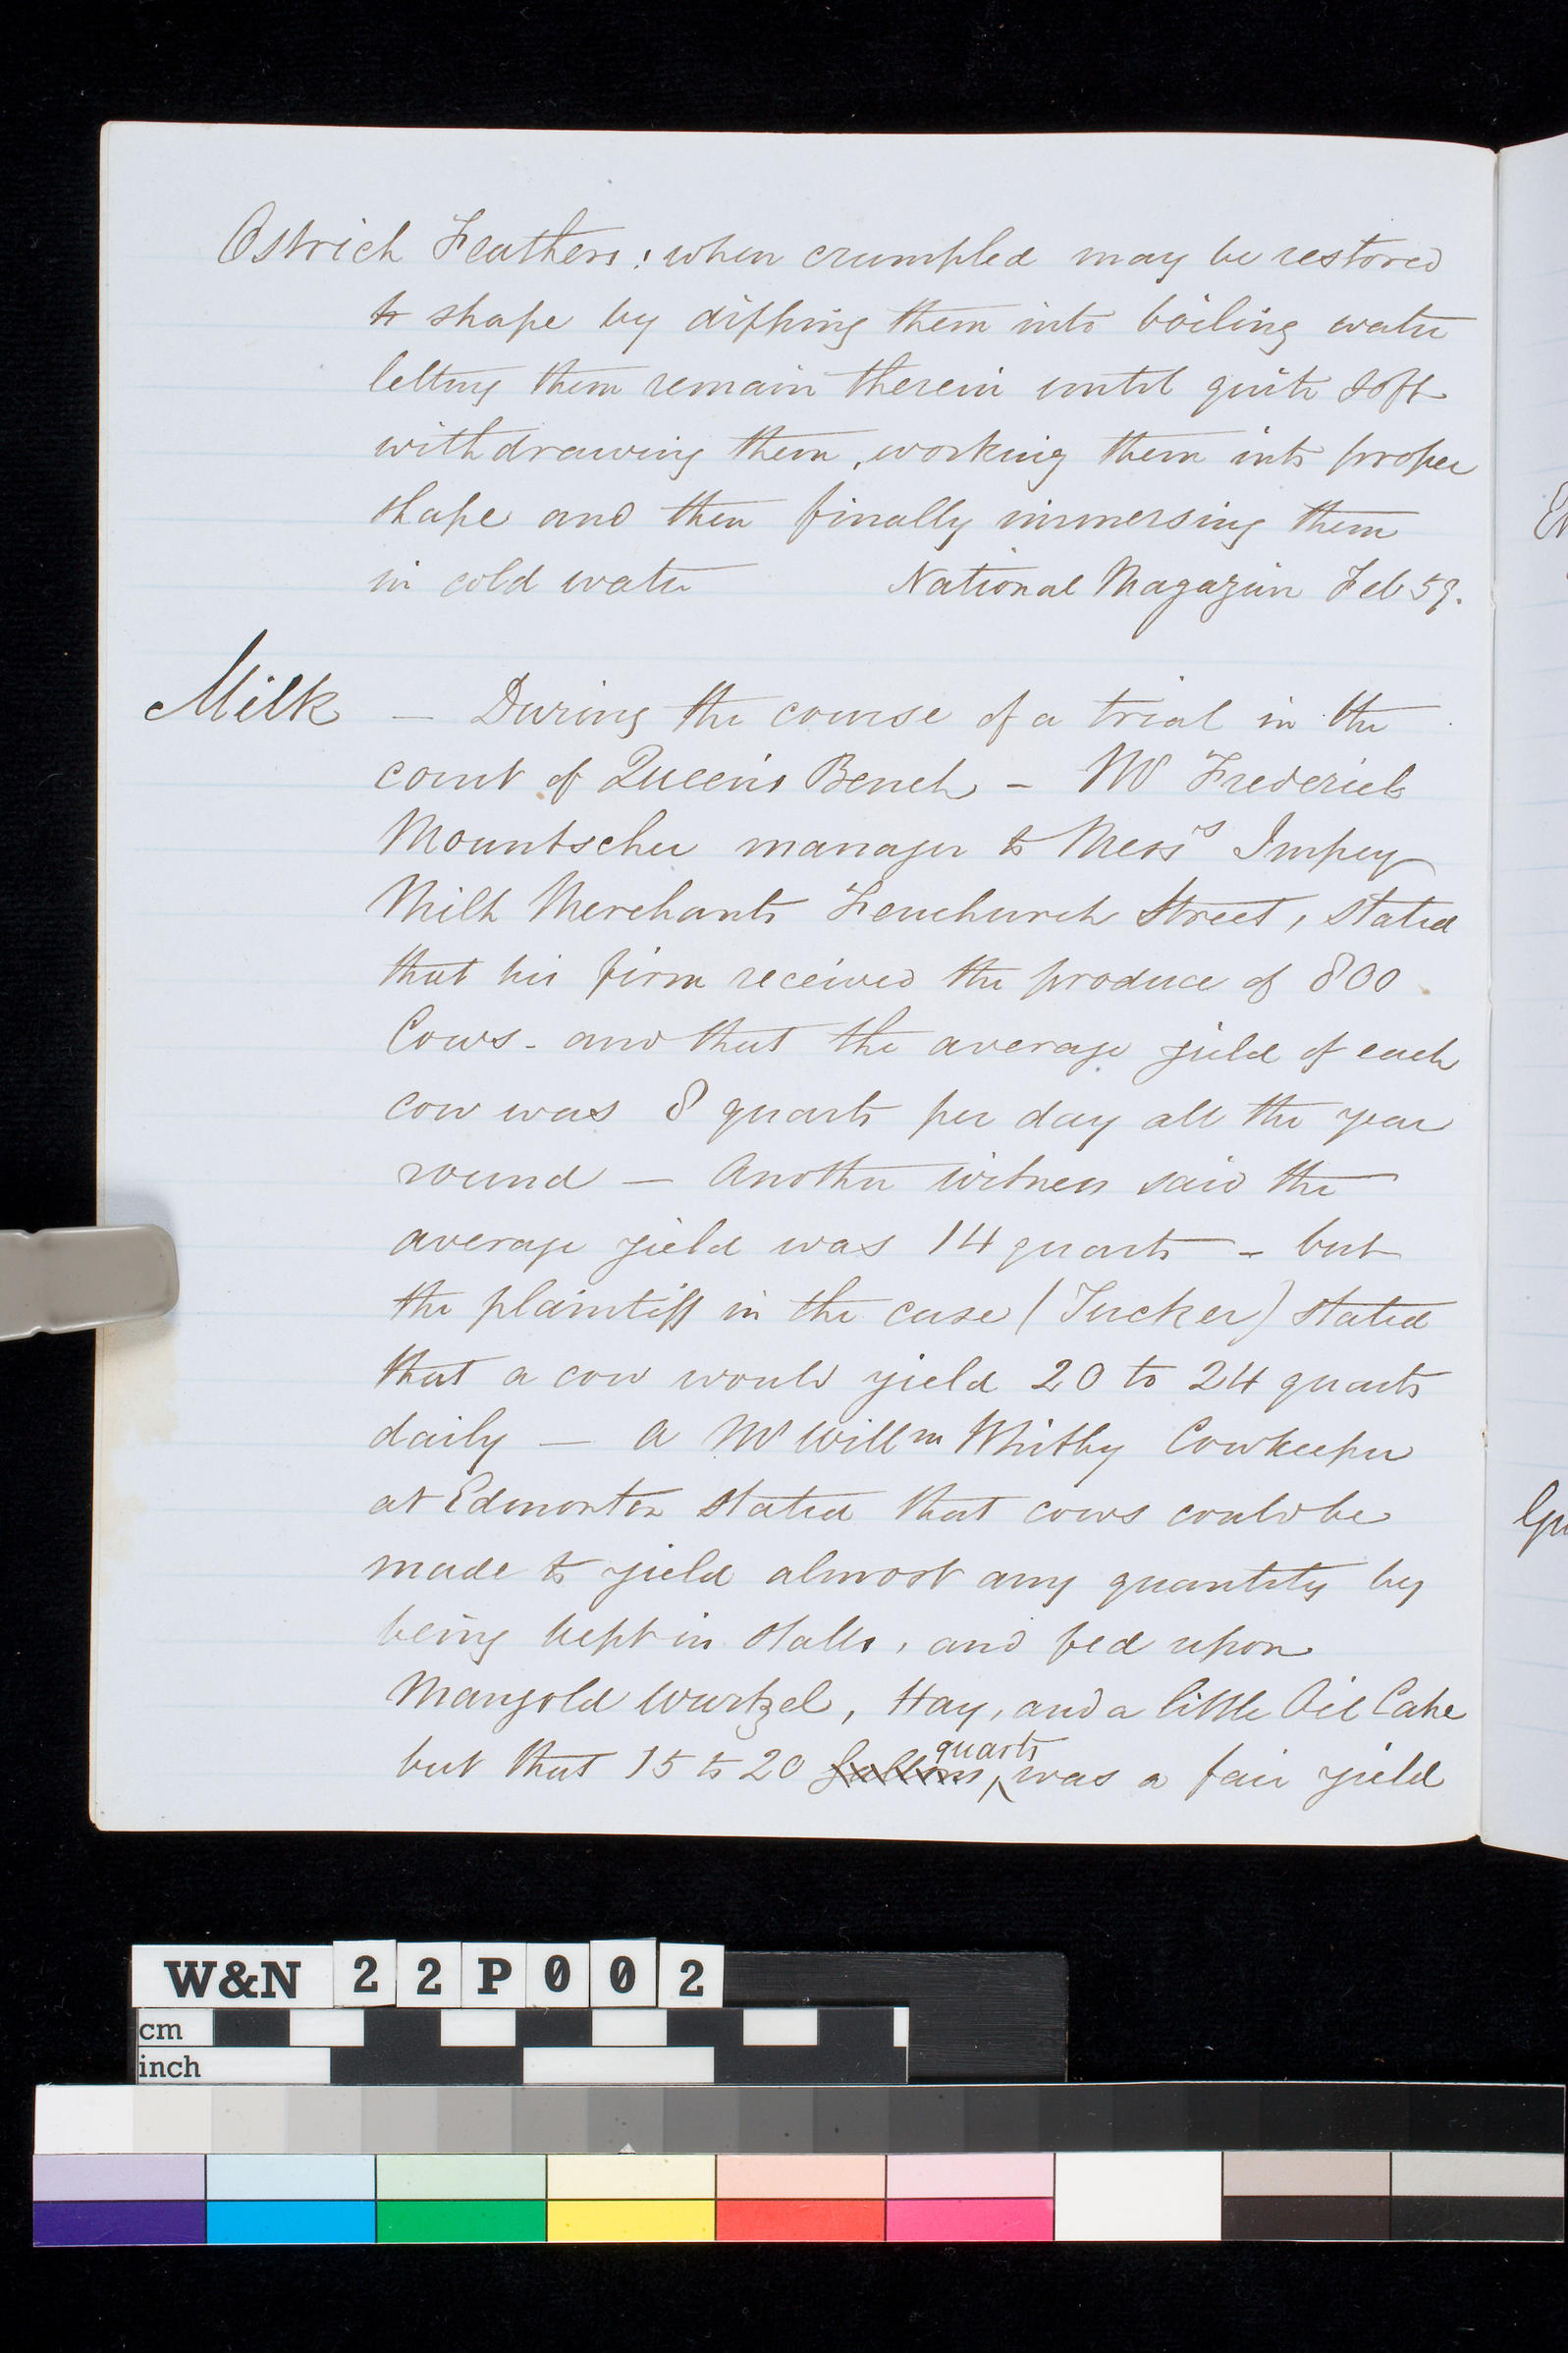 Ostrich Feathers: when crumpled may be restored
to shape by dipping them into boiling water
letting them remain therein until quite soft
withdrawing them, working them into proper
shape and then finally immersing them
in cold water National Magazine Feb 59.
Milk — During the course of a trial in the
court of Queen's Bench - Mr Frederick
Mountscher manager to Messrs Impey
Milk Merchants Fenchurch Street, stated
that his firm received the produce of 800
Cows - and that the average yield of each
cow was 8 quarts per day all the year
round — Another witness said the
average yield was 14 quarts - but
the plaintiff in the case (Tucker) stated
that a cow would yield 20 to 24 quarts
daily — A Mr Willm Whitby Cowkeeper
at Edmonton stated that cows could be
made to yield almost any quantity by
being kept in stalls, and fed upon
Mangold Wurtzel, Hay, and a little Oil Cake
but that 15 to 20 Gallons quarts was a fair yield
Gu
W&N 22P002
cm
inch